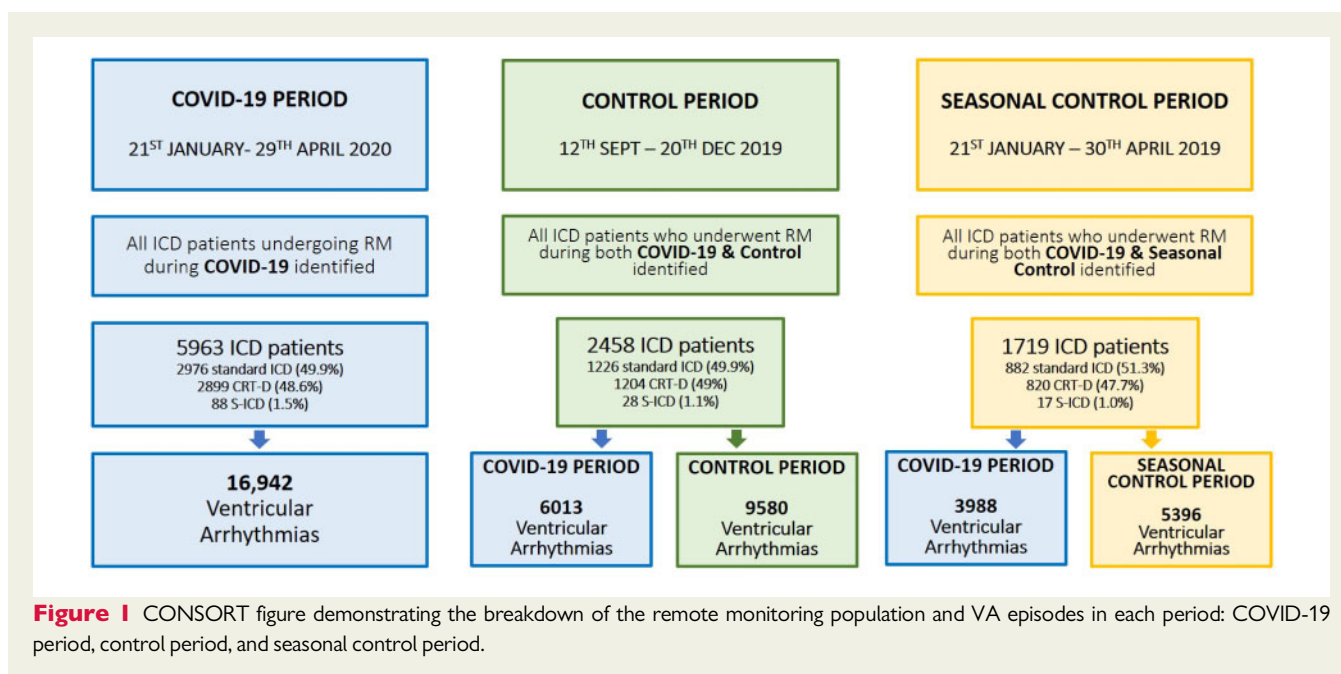 COVID-19 PERIOD
21ST JANUARY- 29TH APRIL 2020
All ICD patients undergoing RM
during COVID-19 identified
5963 ICD patients
2976 standard ICD (49.9%)
2899 CRT-D (48.6%)
88 S-ICD (1.5%)
16,942
Ventricular
Arrhythmias
CONTROL PERIOD
12TH SEPT – 20TH DEC 2019
All ICD patients who underwent RM
during both COVID-19 & Control
identified
2458 ICD patients
1226 standard ICD (49.9%)
1204 CRT-D (49%)
28 S-ICD (1.1%)
COVID-19 PERIOD
6013
Ventricular
Arrhythmias
CONTROL PERIOD
9580
Ventricular
Arrhythmias
SEASONAL CONTROL PERIOD
21ST JANUARY – 30TH APRIL 2019
All ICD patients who underwent RM
during both COVID-19 & Seasonal
Control identified
1719 ICD patients
882 standard ICD (51.3%)
820 CRT-D (47.7%)
17 S-ICD (1.0%)
COVID-19 PERIOD
3988
Ventricular
Arrhythmias
SEASONAL
CONTROL PERIOD
5396
Ventricular
Arrhythmias
Figure 1 CONSORT figure demonstrating the breakdown of the remote monitoring population and VA episodes in each period: COVID-19
period, control period, and seasonal control period.